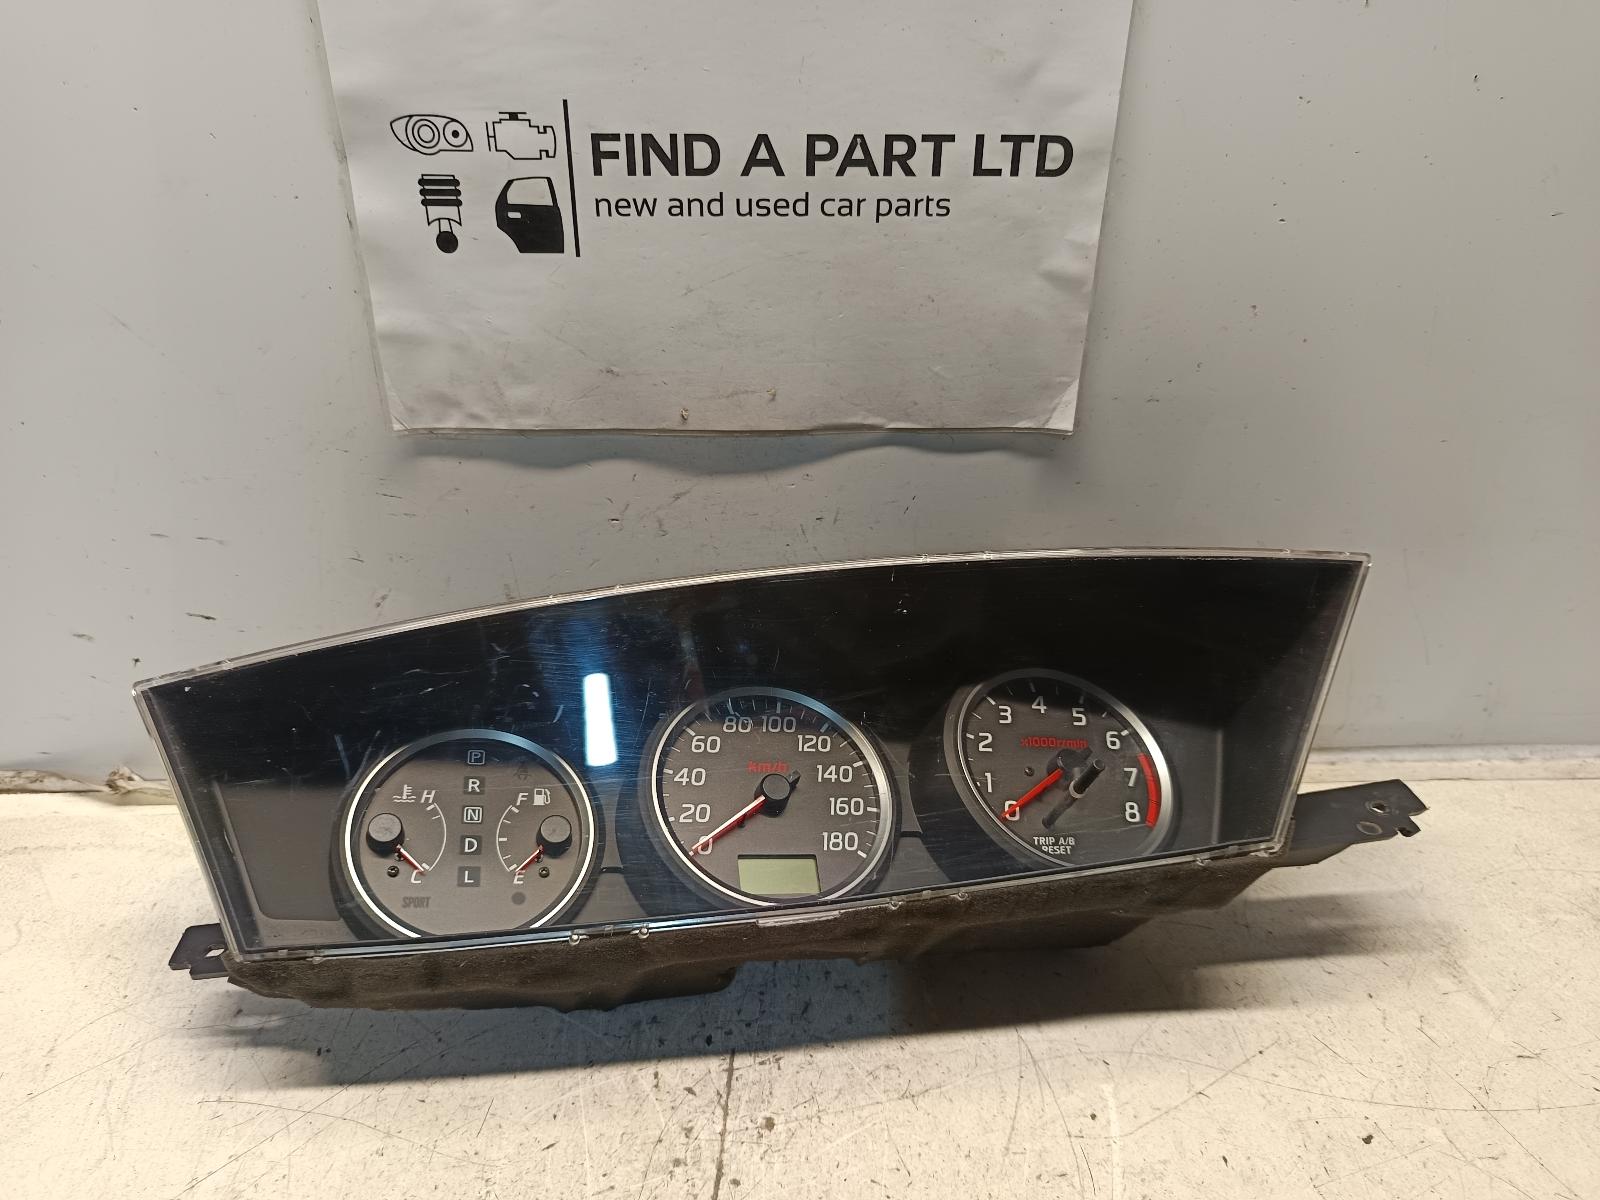 FIND A PART LTD
new and used car parts
H
C
SPORT
P
R
N
D
L
F
E
0
20
40
60
80
100
120
140
160
180
km/h
0
1
2
3
4
5
6
7
8
x1000r/min
TRIP A/B
RESET